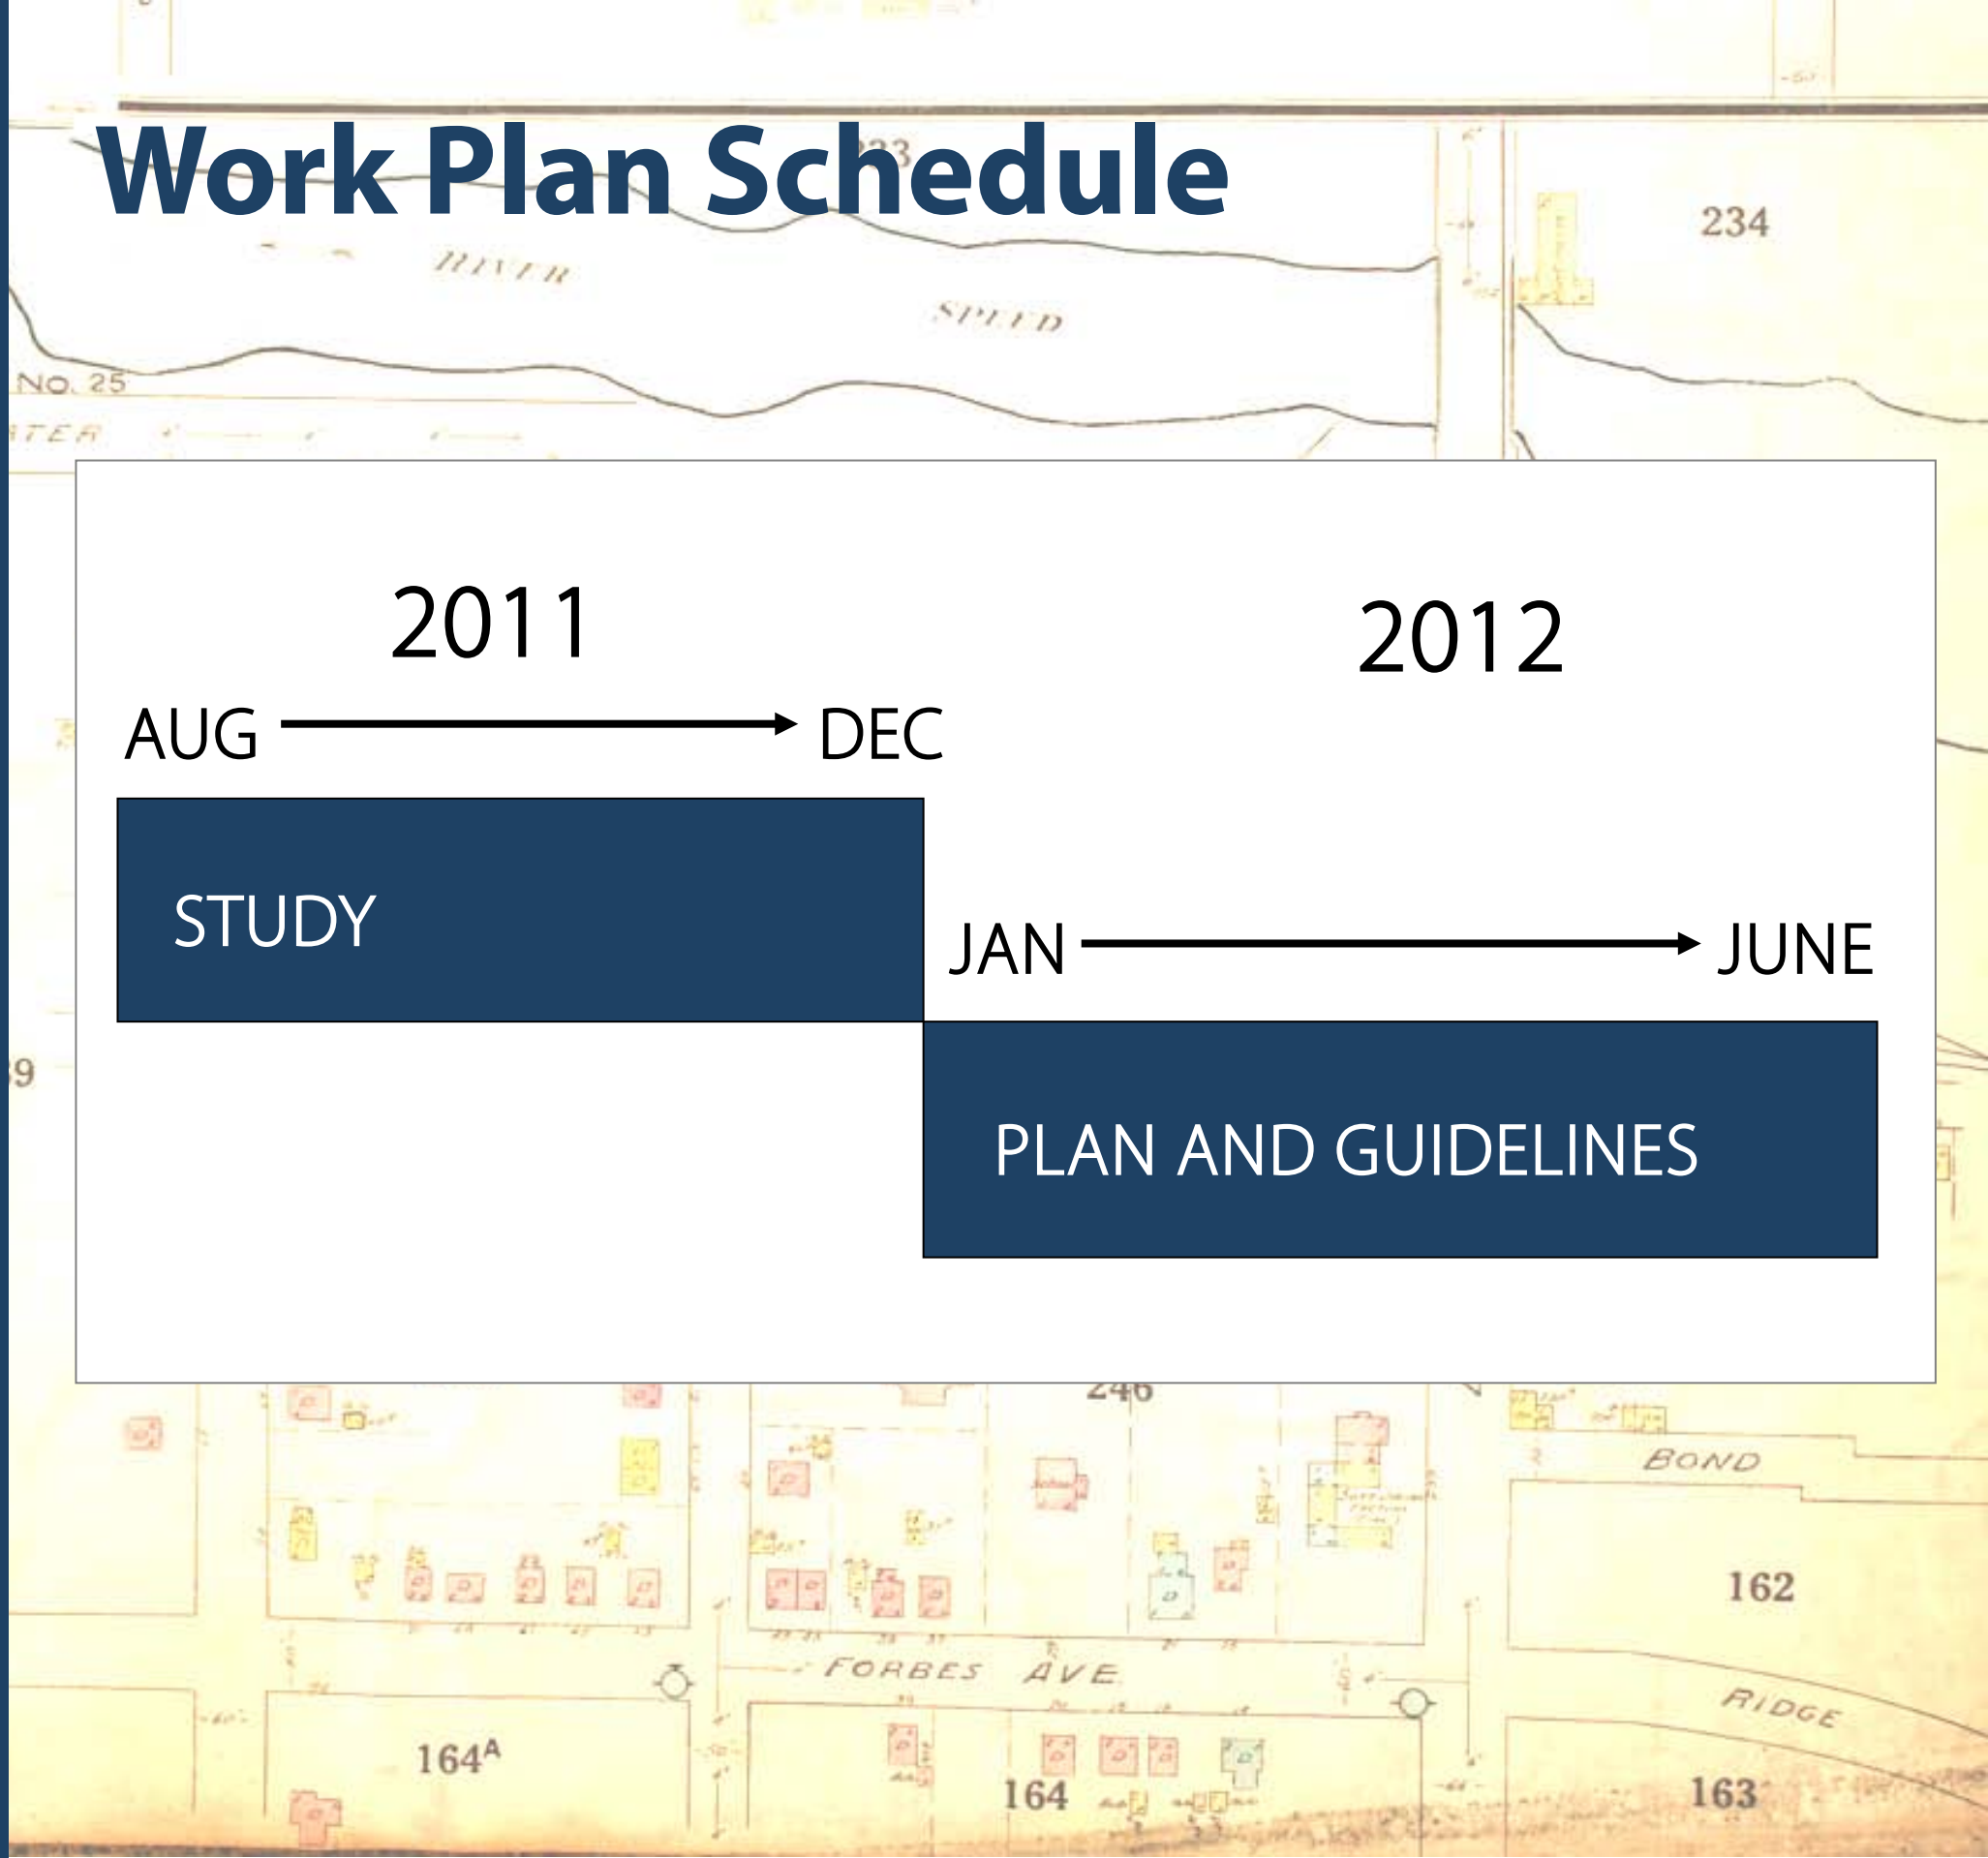 Work Plan Schedule
234
RIVER
SPEED
No. 25
2011
2012
AUG
DEC
STUDY
JAN
JUNE
PLAN AND GUIDELINES
246
BOND
162
FORBES AVE.
RIDGE
164A
164
163